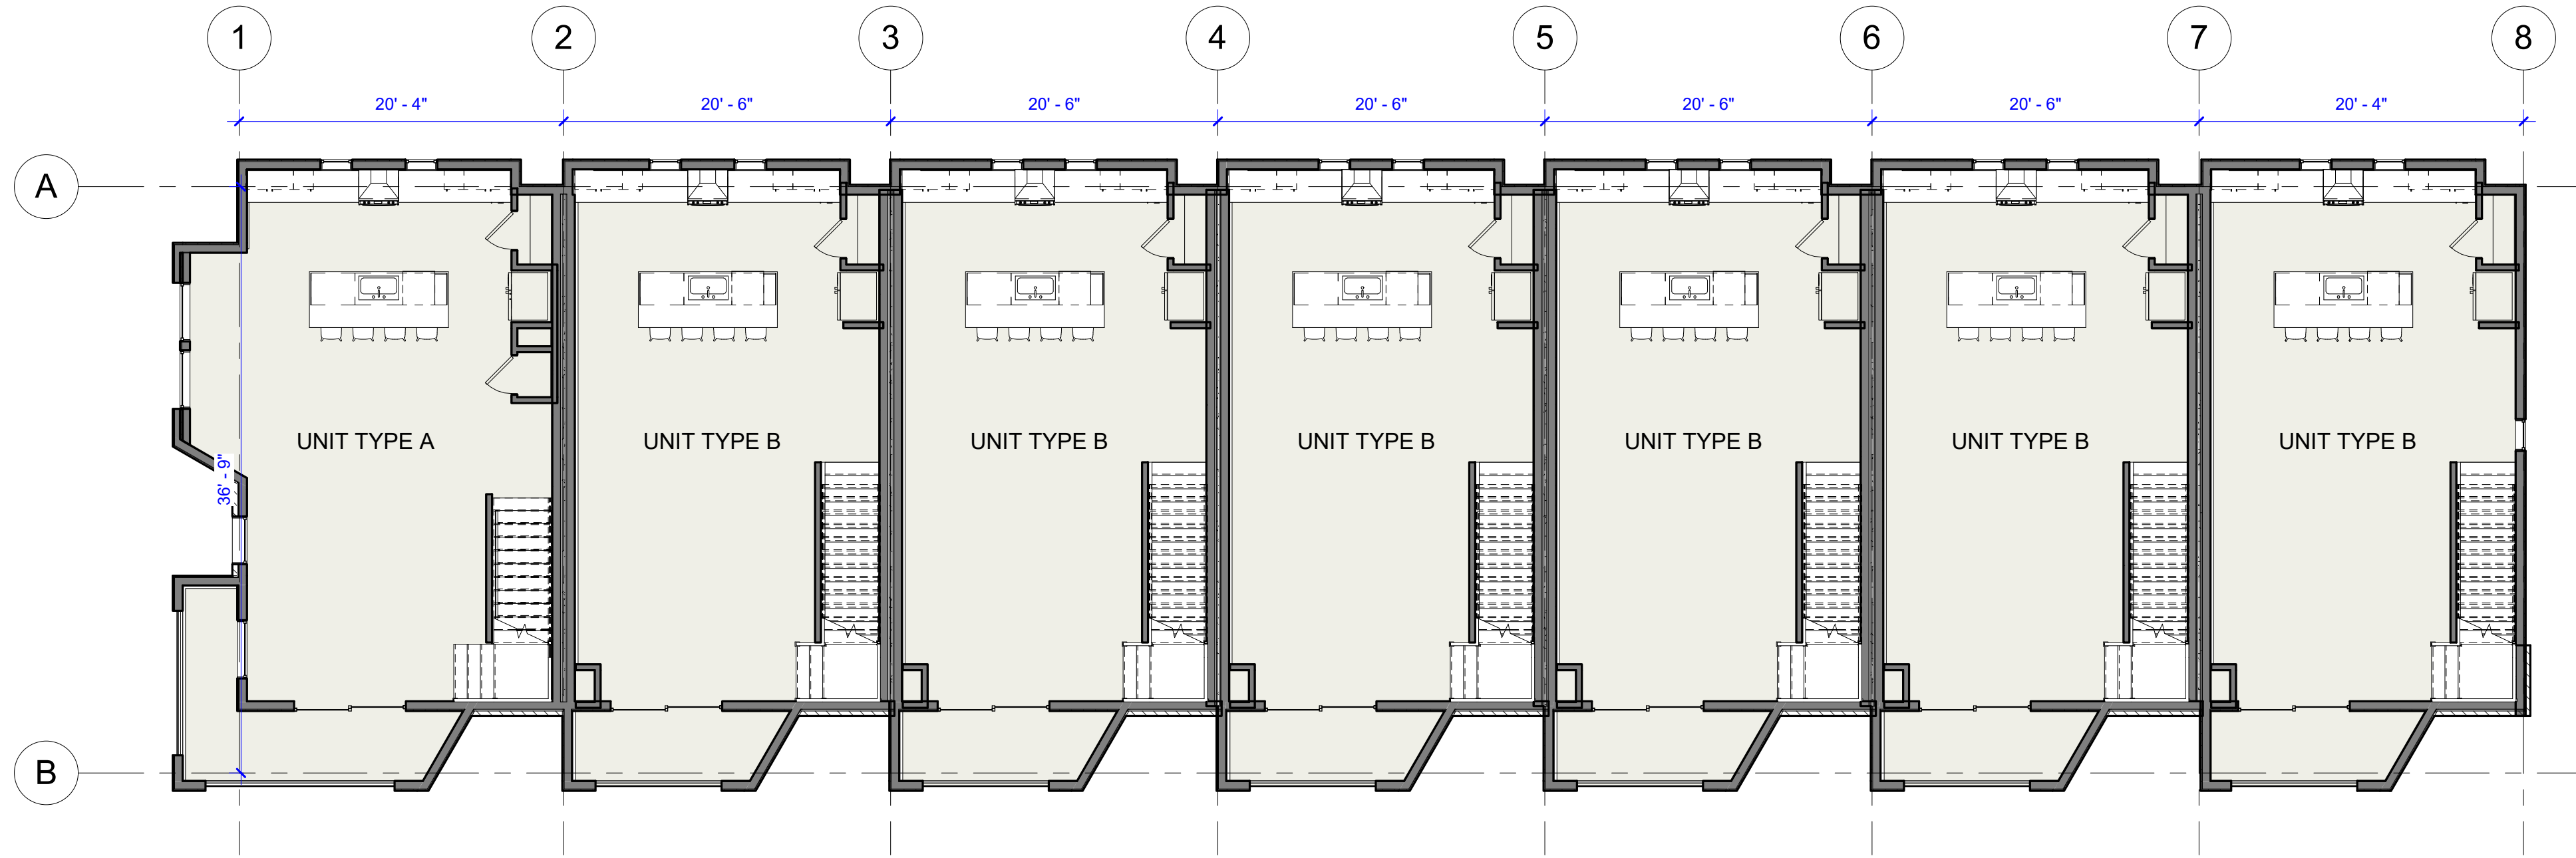 1 2 3 4 5 6 7 8
20' - 4" 20' - 6" 20' - 6" 20' - 6" 20' - 6" 20' - 6" 20' - 4"
A
UNIT TYPE A UNIT TYPE B UNIT TYPE B UNIT TYPE B UNIT TYPE B UNIT TYPE B UNIT TYPE B
36' - 9"
B